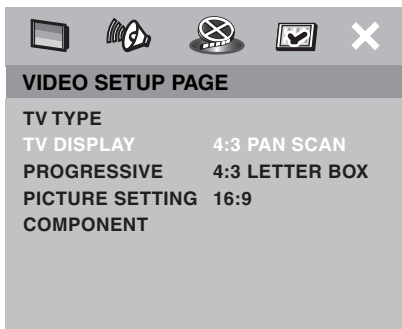 VIDEO SETUP PAGE
TV TYPE
TV DISPLAY 4:3 PAN SCAN
PROGRESSIVE 4:3 LETTER BOX
PICTURE SETTING 16:9
COMPONENT